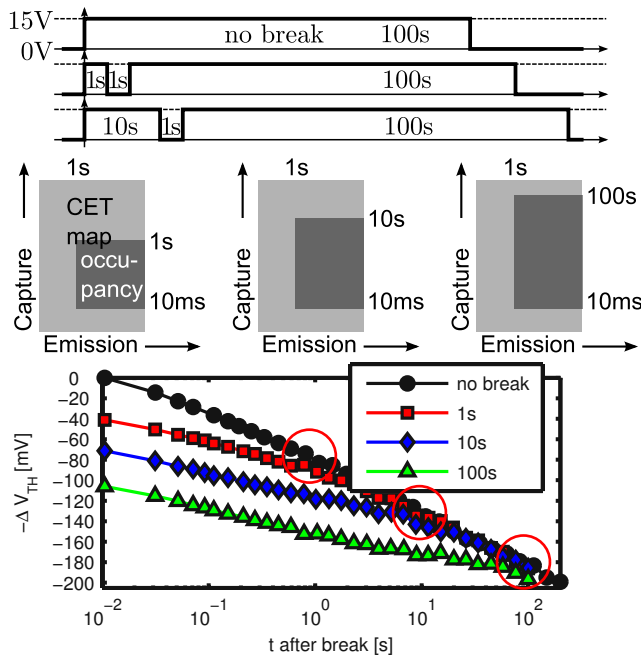 15V
no break 100s
0V
1s 1s 100s
10s 1s 100s
1s 1s 1s
Capture
CET
map
occu-
pancy
1s
10ms
Emission
Capture
10s
10ms
Emission
Capture
100s
10ms
Emission
0
−20
−40
−60
−80
−100
−120
−140
−160
−180
−200
−Δ V_TH [mV]
no break
1s
10s
100s
10^−2 10^−1 10^0 10^1 10^2
t after break [s]